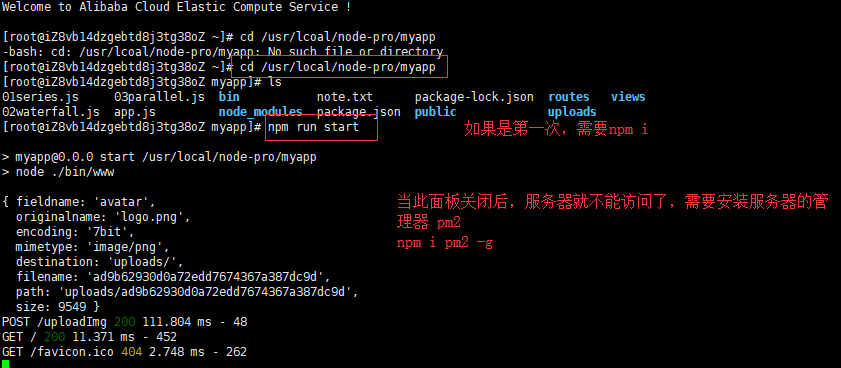 Welcome to Alibaba Cloud Elastic Compute Service !
[root@iZ8vb14dzgebtd8j3tg38oZ ~]# cd /usr/lcoal/node-pro/myapp
-bash: cd: /usr/lcoal/node-pro/myapp: No such file or directory
[root@iZ8vb14dzgebtd8j3tg38oZ ~]# cd /usr/local/node-pro/myapp
[root@iZ8vb14dzgebtd8j3tg38oZ myapp]# ls
01series.js 03parallel.js bin note.txt package-lock.json routes views
02waterfall.js app.js node_modules package.json public uploads
[root@iZ8vb14dzgebtd8j3tg38oZ myapp]# npm run start
如果是第一次，需要npm i
> myapp@0.0.0 start /usr/local/node-pro/myapp
> node ./bin/www
{ fieldname: 'avatar',
originalname: 'logo.png',
encoding: '7bit',
mimetype: 'image/png',
destination: 'uploads/',
filename: 'ad9b62930d0a72edd7674367a387dc9d',
path: 'uploads/ad9b62930d0a72edd7674367a387dc9d',
size: 9549 }
当此面板关闭后，服务器就不能访问了，需要安装服务器的管
理器 pm2
npm i pm2 -g
POST /uploadImg 200 111.804 ms - 48
GET / 200 11.371 ms - 452
GET /favicon.ico 404 2.748 ms - 262